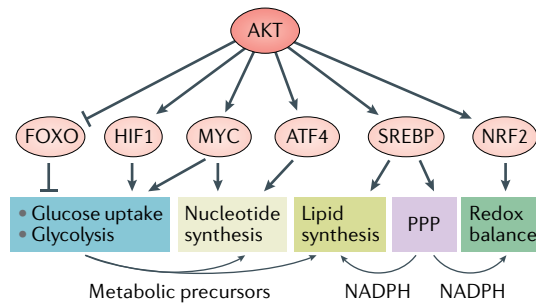 AKT
FOXO HIF1 MYC ATF4 SREBP NRF2
• Glucose uptake
• Glycolysis
Nucleotide
synthesis
Lipid
synthesis
PPP
Redox
balance
Metabolic precursors NADPH NADPH